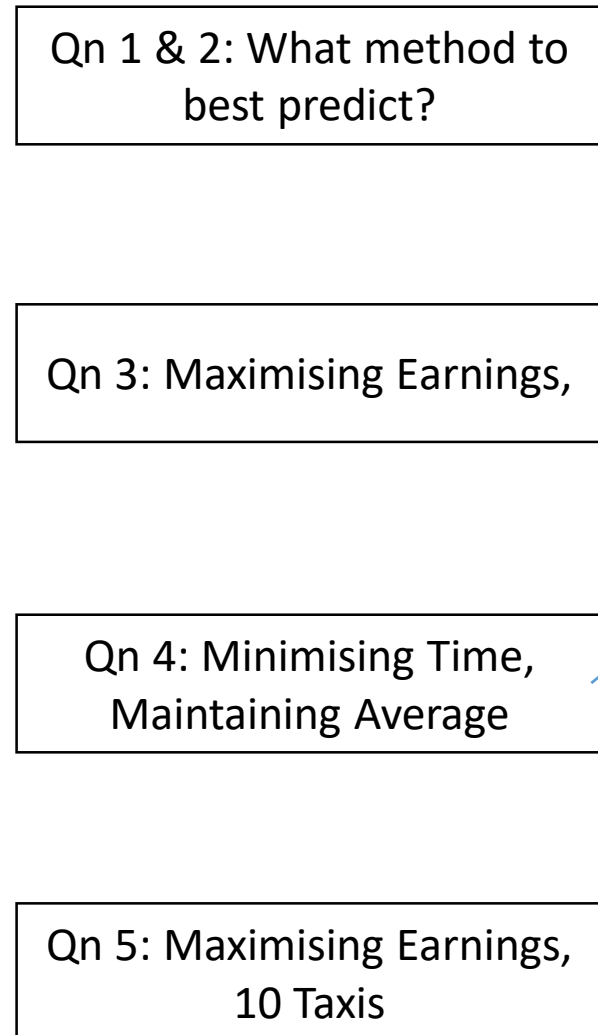 Qn 1 & 2: What method to
best predict?
Qn 3: Maximising Earnings,
Qn 4: Minimising Time,
Maintaining Average
Qn 5: Maximising Earnings,
10 Taxis